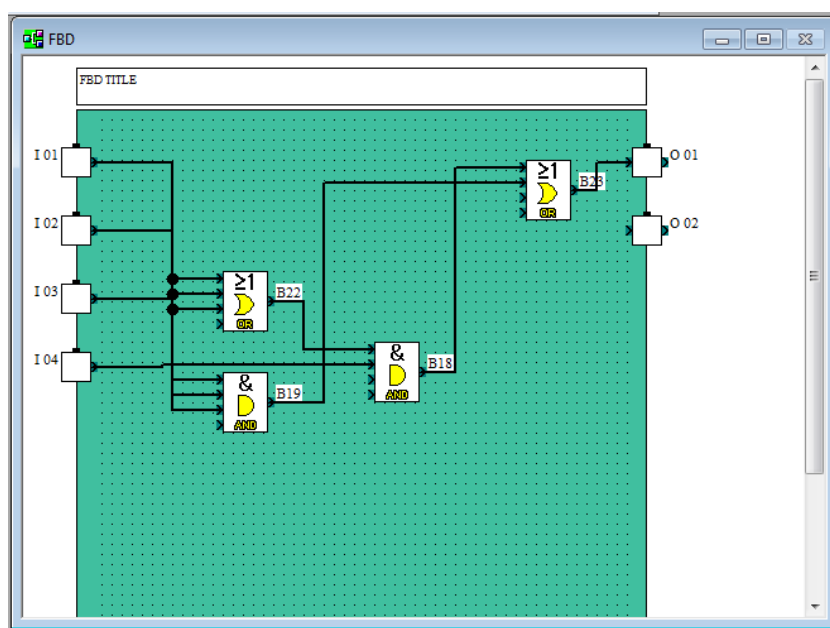 FBD
FBD TITLE
I 01
O 01
≥1
B23
OR
I 02
O 02
I 03
≥1
B22
OR
I 04
&
B18
AND
&
B19
AND